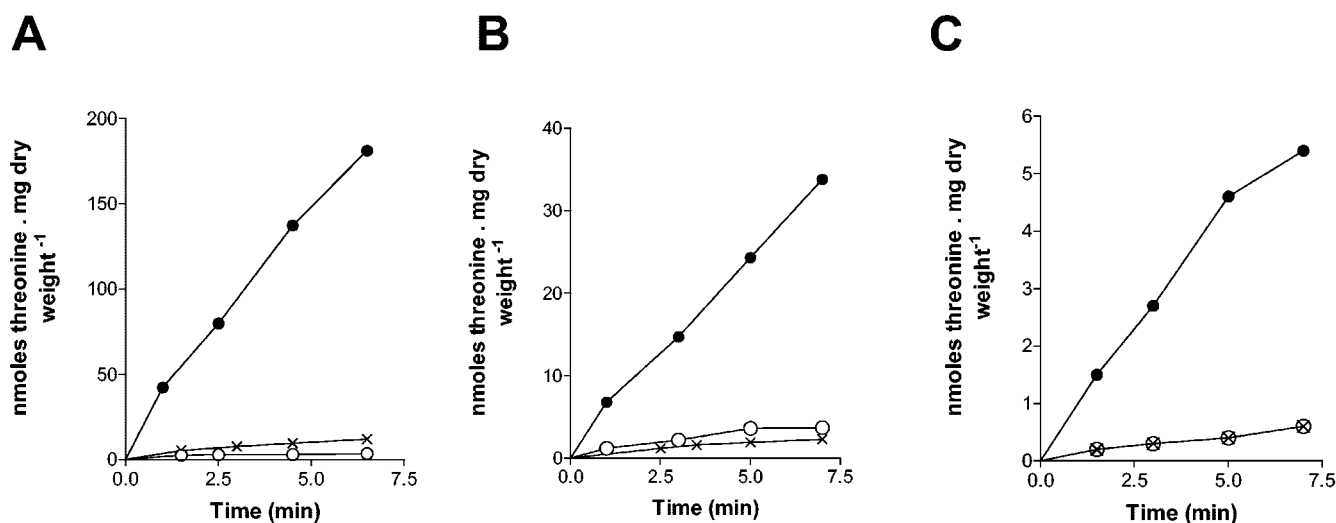 A
nmoles threonine . mg dry
weight-1
200
150
100
50
0
0.0 2.5 5.0 7.5
Time (min)
B
nmoles threonine . mg dry
weight-1
40
30
20
10
0
0.0 2.5 5.0 7.5
Time (min)
C
nmoles threonine . mg dry
weight-1
6
5
4
3
2
1
0
0.0 2.5 5.0 7.5
Time (min)